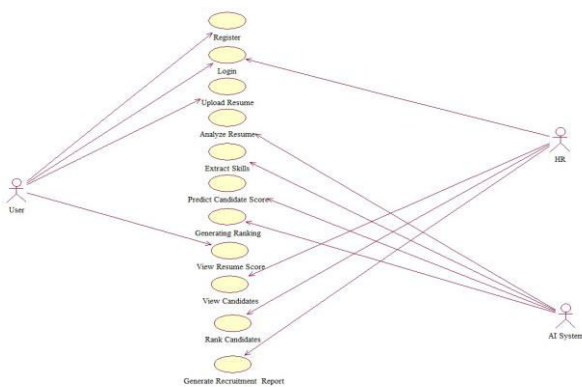 Register
Login
Upload Resume
Analyze Resume
HR
Extract Skills
User
Predict Candidate Score
Generating Ranking
View Resume Score
View Candidates
AI System
Rank Candidates
Generate Recruitment Report